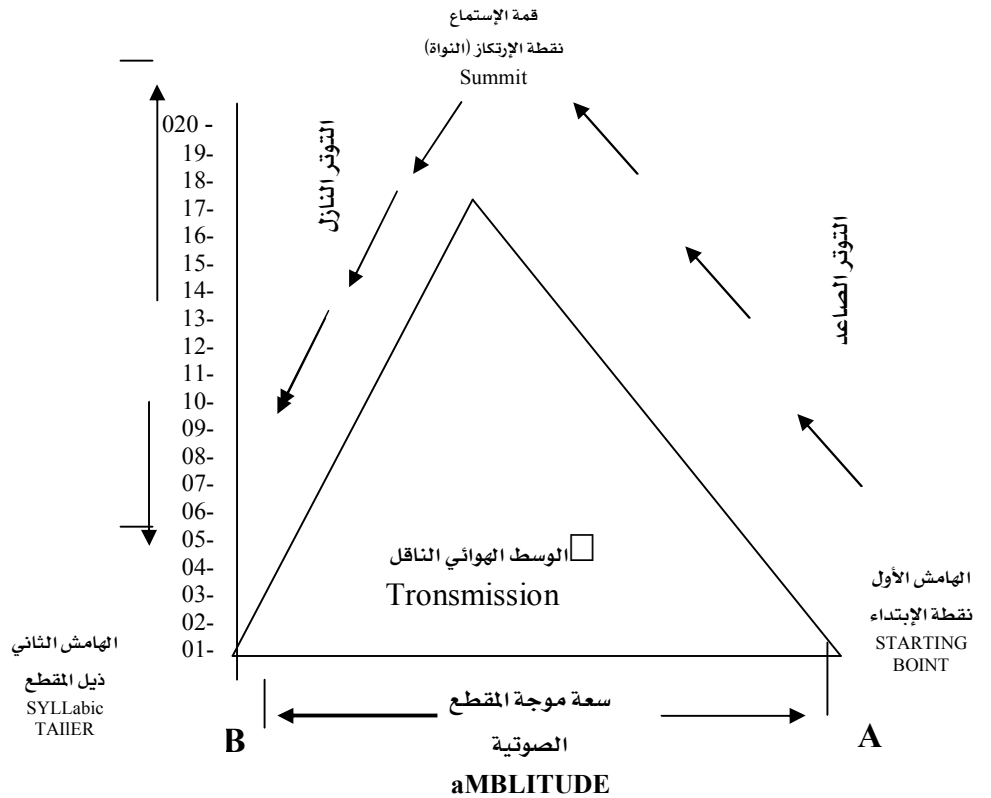 قمة الإستماع
نقطة الإرتكاز (النواة)
Summit
020 -
19-
18-
17-
16-
15-
14-
13-
12-
11-
10-
09-
08-
07-
06-
05-
04-
03-
02-
01-
التوتر النازل
التوتر الصاعد
الوسط الهوائي الناقل
Tronsmission
الهامش الأول
نقطة الإبتداء
STARTING
BOINT
الهامش الثاني
ذيل المقطع
SYLLabic
TAIlER
A
سعة موجة المقطع
الصوتية
aMBLITUDE
B